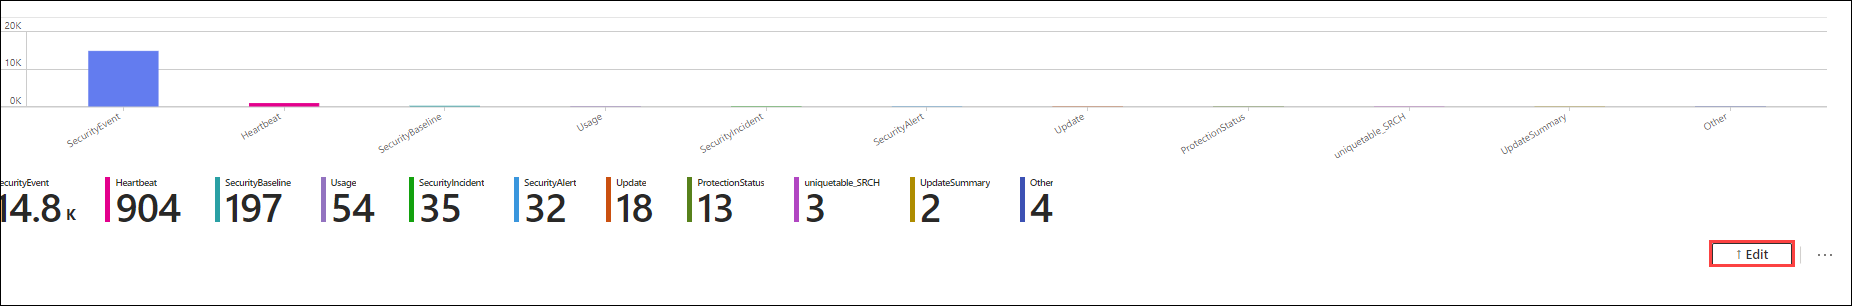 20K
10K
0K
SecurityEvent
Heartbeat
SecurityBaseline
Usage
SecurityIncident
SecurityAlert
Update
ProtectionStatus
uniquetable_SRCH
UpdateSummary
Other
ecurityEvent Heartbeat SecurityBaseline Usage SecurityIncident SecurityAlert Update ProtectionStatus uniquetable_SRCH UpdateSummary Other
14.8 K 904 197 54 35 32 18 13 3 2 4
↑ Edit ...